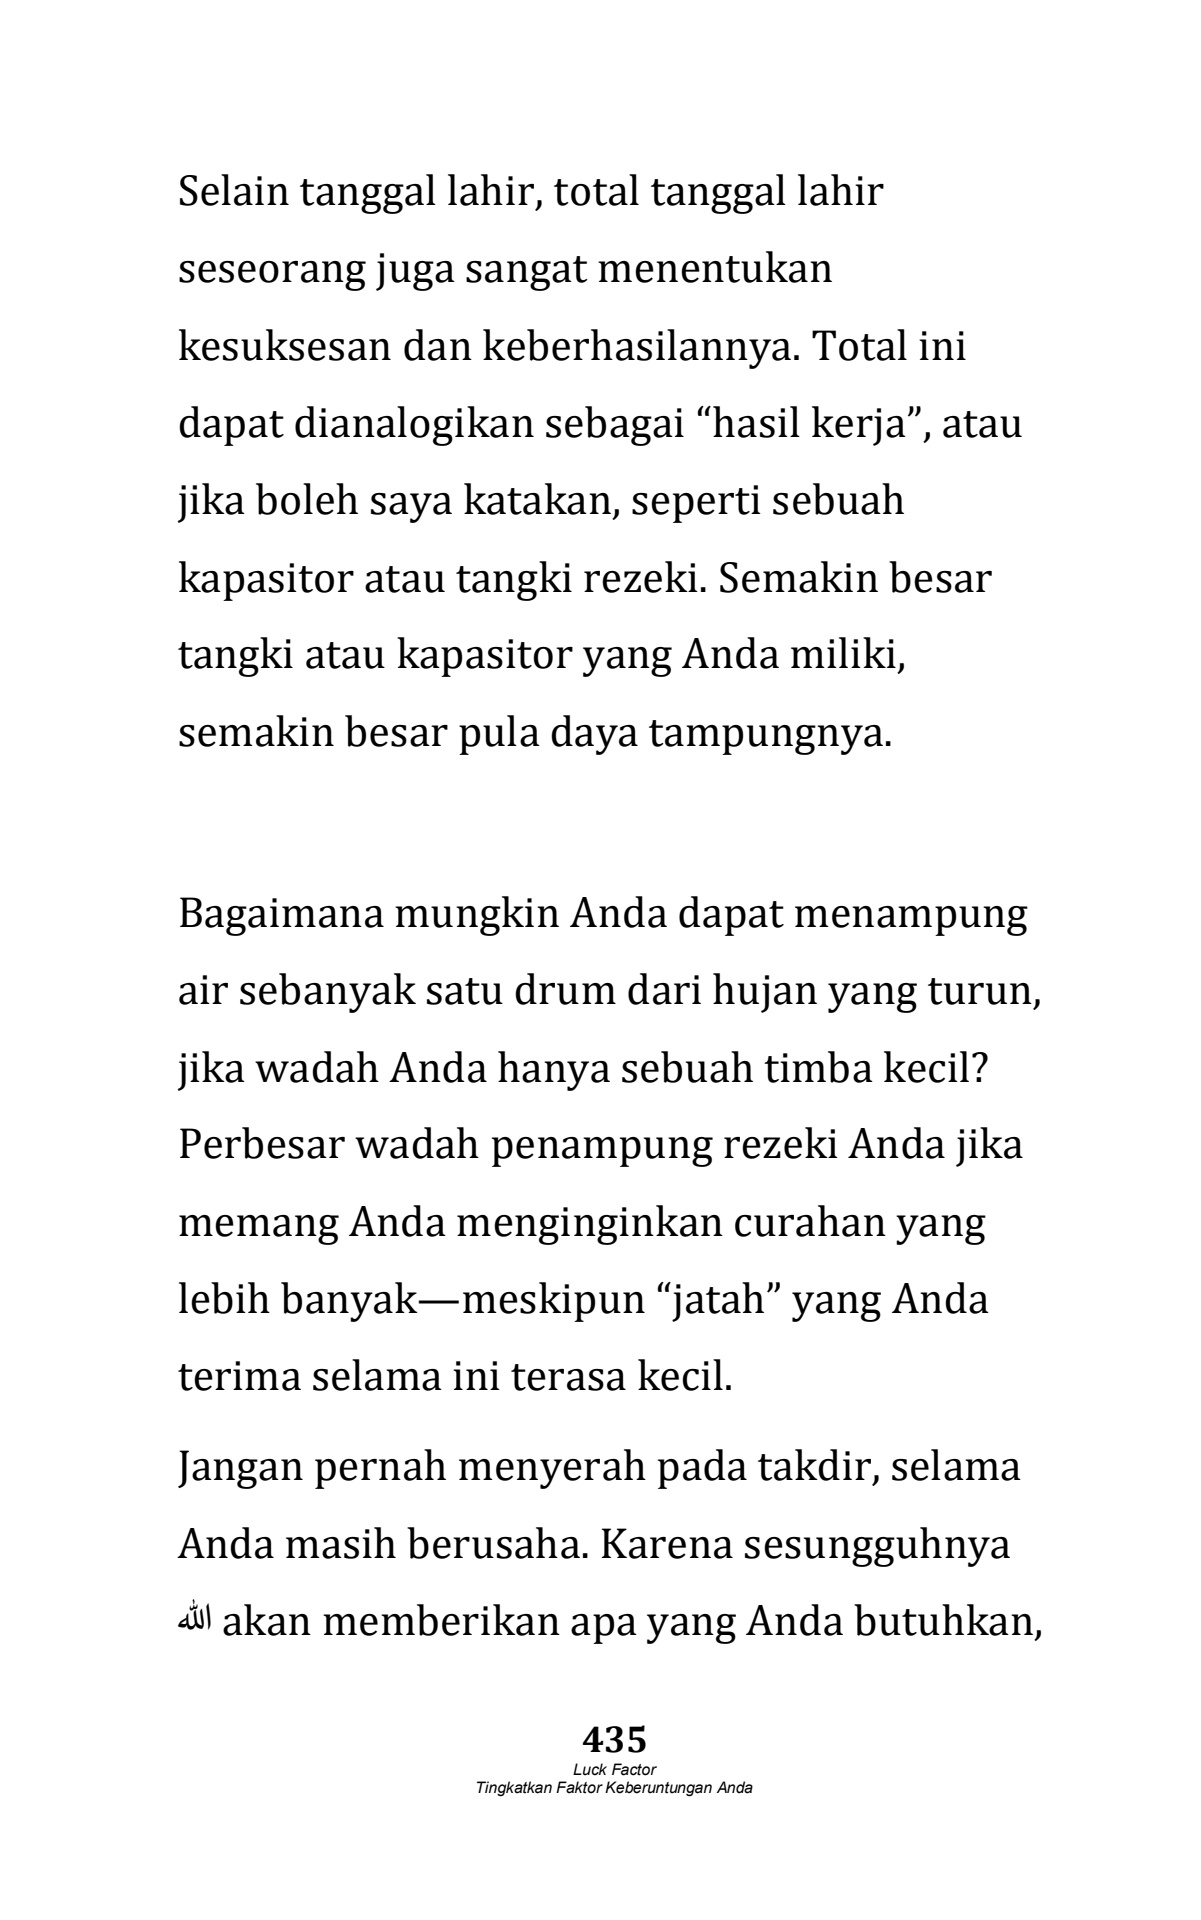 Selain tanggal lahir, total tanggal lahir
seseorang juga sangat menentukan
kesuksesan dan keberhasilannya. Total ini
dapat dianalogikan sebagai “hasil kerja”, atau
jika boleh saya katakan, seperti sebuah
kapasitor atau tangki rezeki. Semakin besar
tangki atau kapasitor yang Anda miliki,
semakin besar pula daya tampungnya.
Bagaimana mungkin Anda dapat menampung
air sebanyak satu drum dari hujan yang turun,
jika wadah Anda hanya sebuah timba kecil?
Perbesar wadah penampung rezeki Anda jika
memang Anda menginginkan curahan yang
lebih banyak—meskipun “jatah” yang Anda
terima selama ini terasa kecil.
Jangan pernah menyerah pada takdir, selama
Anda masih berusaha. Karena sesungguhnya
الله akan memberikan apa yang Anda butuhkan,
435
Luck Factor
Tingkatkan Faktor Keberuntungan Anda